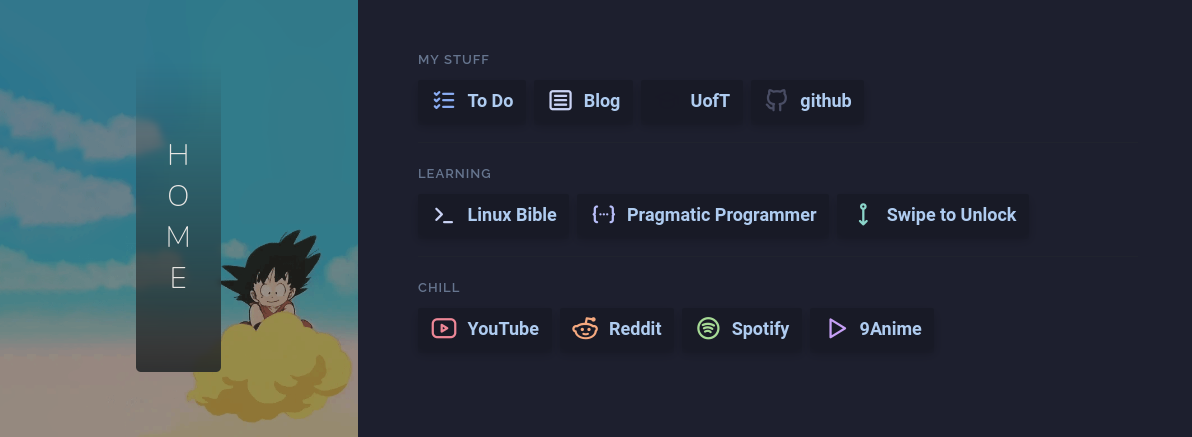 HOME
MY STUFF
To Do Blog UofT github
LEARNING
Linux Bible Pragmatic Programmer Swipe to Unlock
CHILL
YouTube Reddit Spotify 9Anime